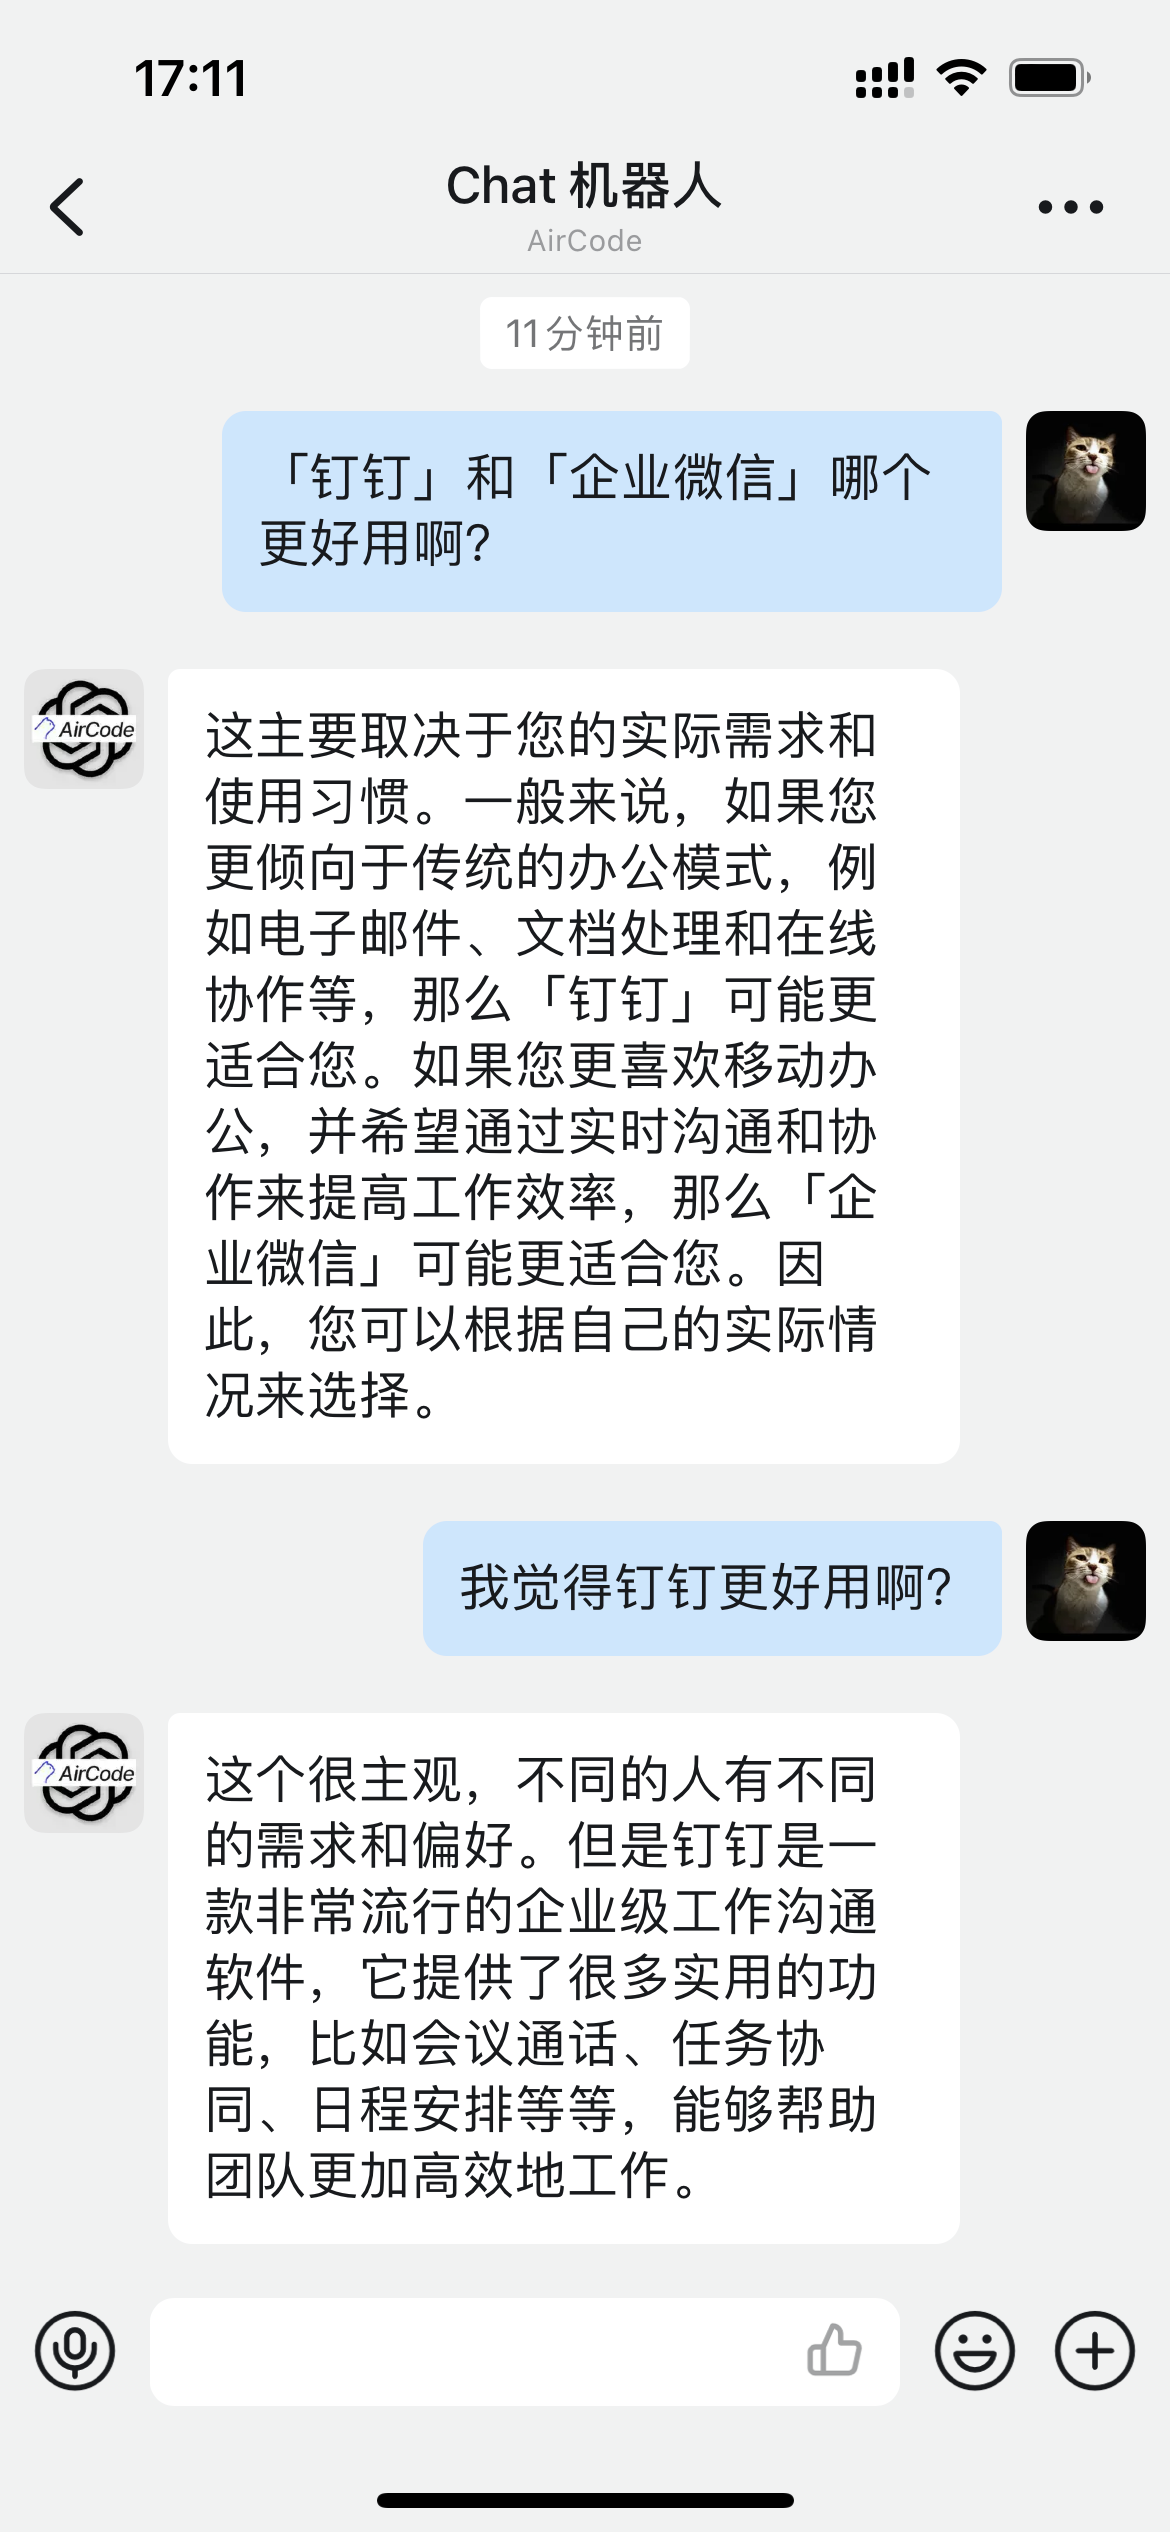 17:11
Chat 机器人
AirCode
11分钟前
「钉钉」和「企业微信」哪个
更好用啊?
AirCode
这主要取决于您的实际需求和
使用习惯。一般来说，如果您
更倾向于传统的办公模式，例
如电子邮件、文档处理和在线
协作等，那么「钉钉」可能更
适合您。如果您更喜欢移动办
公，并希望通过实时沟通和协
作来提高工作效率，那么「企
业微信」可能更适合您。因
此，您可以根据自己的实际情
况来选择。
我觉得钉钉更好用啊?
AirCode
这个很主观，不同的人有不同
的需求和偏好。但是钉钉是一
款非常流行的企业级工作沟通
软件，它提供了很多实用的功
能，比如会议通话、任务协
同、日程安排等等，能够帮助
团队更加高效地工作。